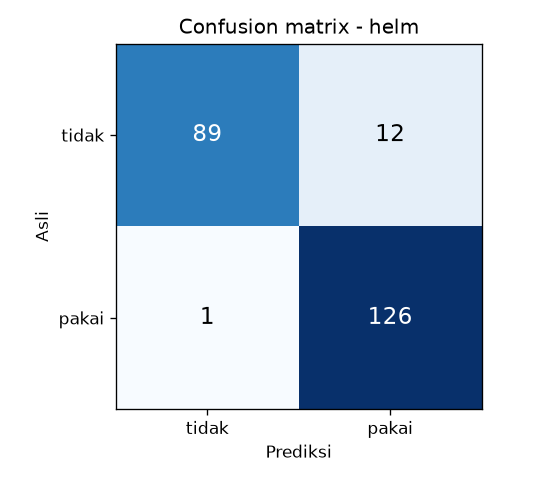 Confusion matrix - helm
Asli
tidak
89
12
pakai
1
126
tidak
pakai
Prediksi